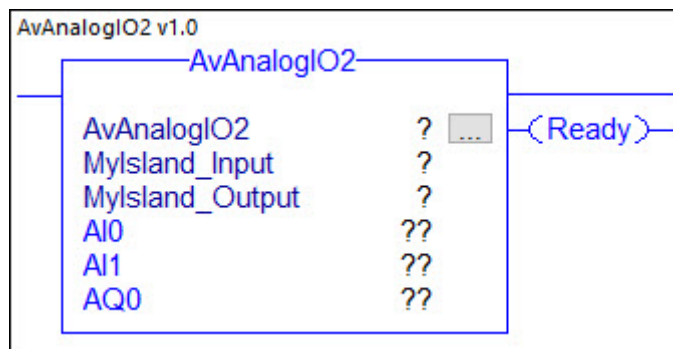 AvAnalogIO2 v1.0
AvAnalogIO2
AvAnalogIO2 ? ... Ready
MyIsland_Input ?
MyIsland_Output ?
AI0 ??
AI1 ??
AQ0 ??